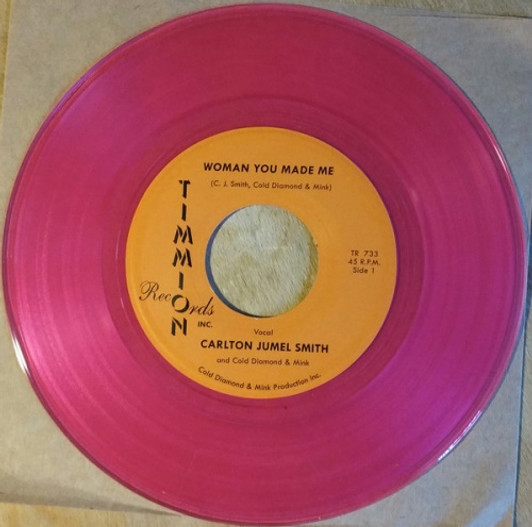 WOMAN YOU MADE ME
(C. J. Smith, Cold Diamond & Mink)
TIMMION
Records
INC.
TR 733
45 R.P.M.
Side 1
Vocal
CARLTON JUMEL SMITH
and Cold Diamond & Mink
Cold Diamond & Mink Production Inc.